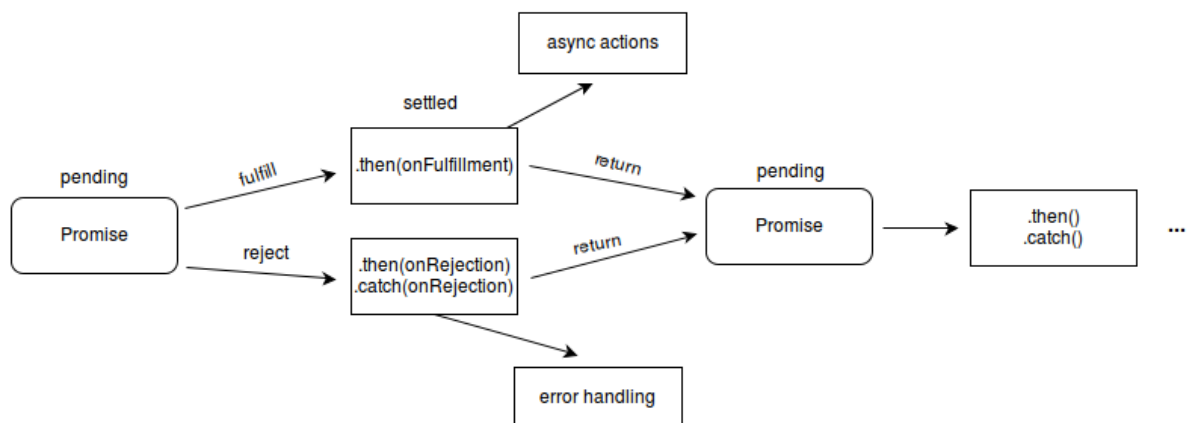 async actions
settled
.then(onFulfillment)
pending
fulfill
return
pending
Promise
Promise
.then()
.catch()
...
reject
return
.then(onRejection)
.catch(onRejection)
error handling